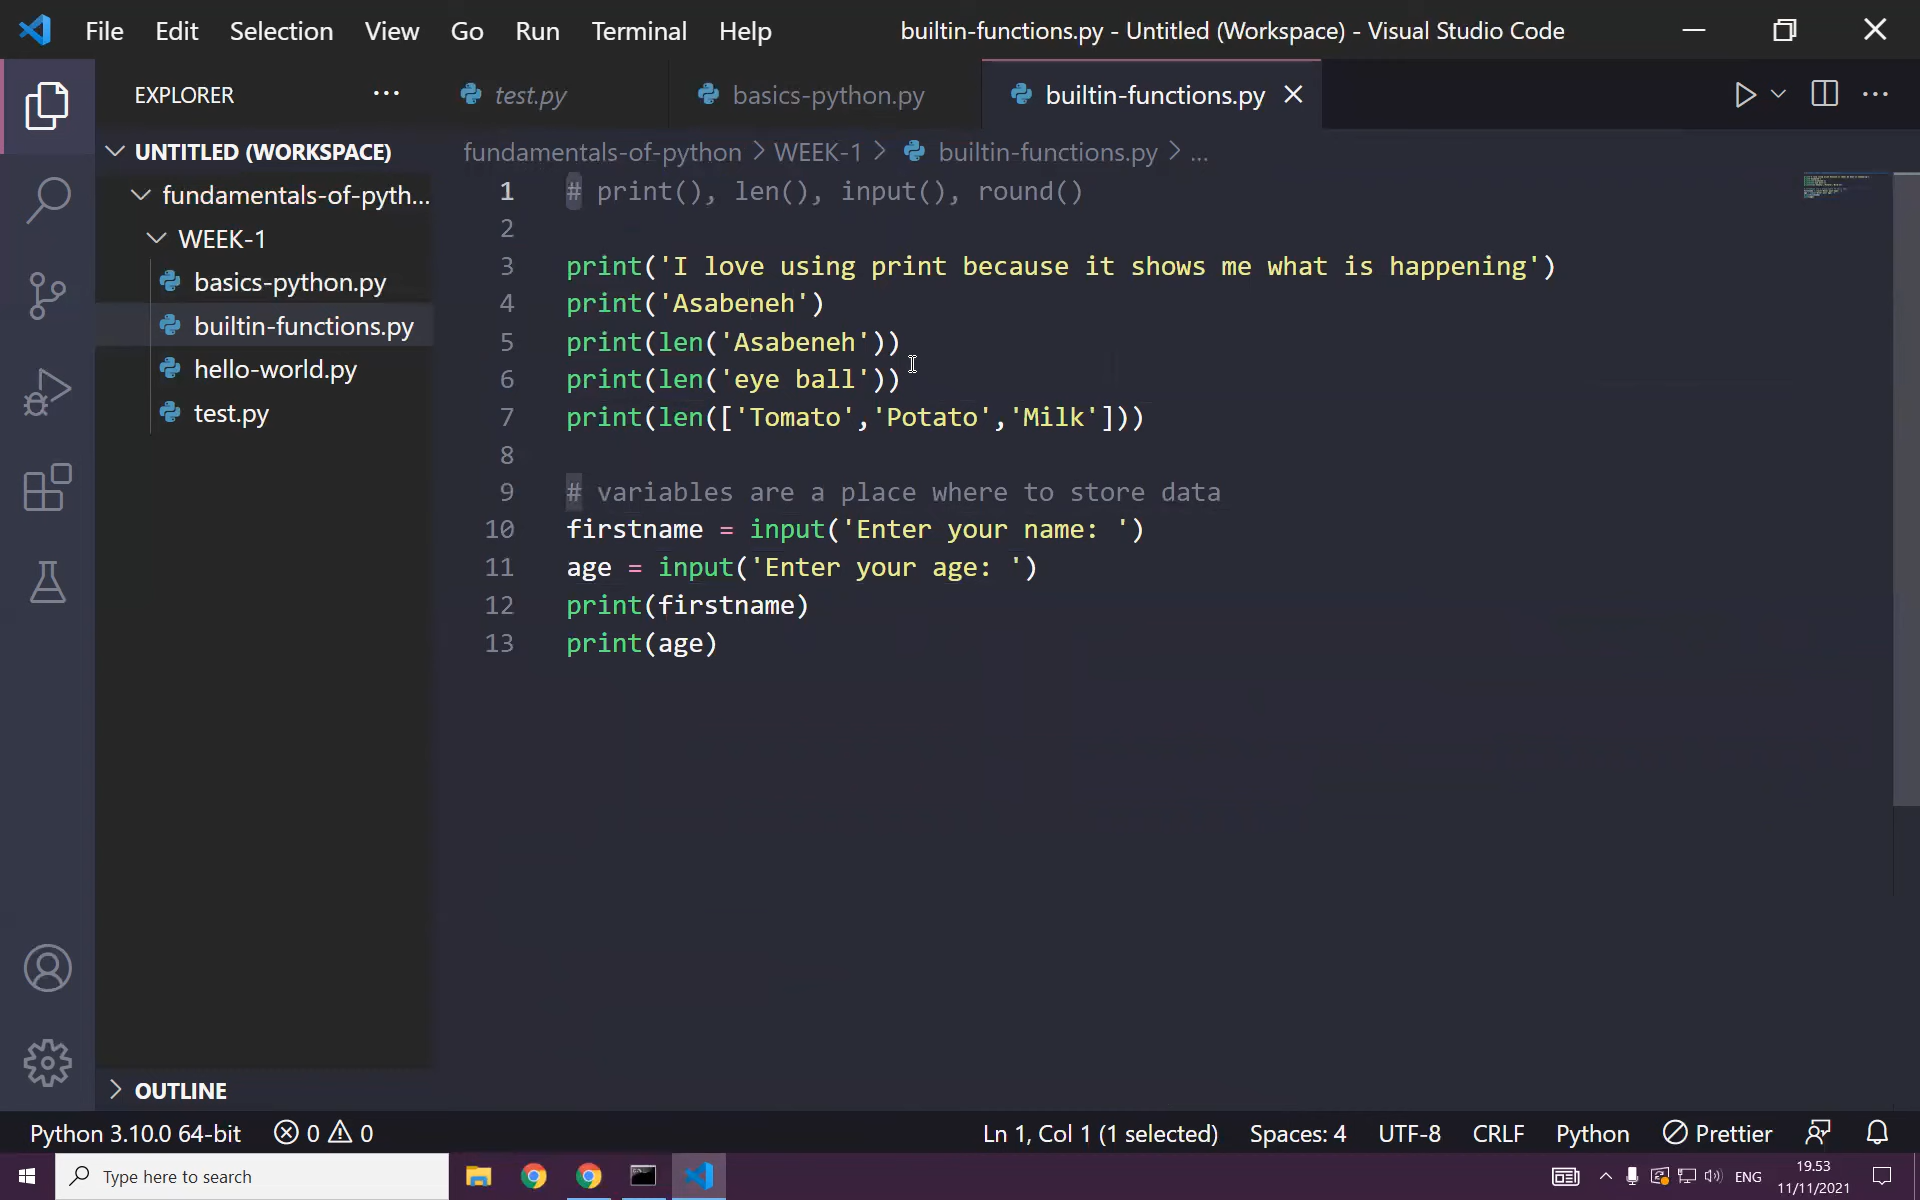 File Edit Selection View Go Run Terminal Help builtin-functions.py - Untitled (Workspace) - Visual Studio Code
EXPLORER ··· test.py basics-python.py builtin-functions.py
UNTITLED (WORKSPACE)
fundamentals-of-pyth...
WEEK-1
basics-python.py
builtin-functions.py
hello-world.py
test.py
fundamentals-of-python > WEEK-1 > builtin-functions.py > ...
1 # print(), len(), input(), round()
2
3 print('I love using print because it shows me what is happening')
4 print('Asabeneh')
5 print(len('Asabeneh'))
6 print(len('eye ball'))
7 print(len(['Tomato','Potato','Milk']))
8
9 # variables are a place where to store data
10 firstname = input('Enter your name: ')
11 age = input('Enter your age: ')
12 print(firstname)
13 print(age)
OUTLINE
Python 3.10.0 64-bit 0 0 Ln 1, Col 1 (1 selected) Spaces: 4 UTF-8 CRLF Python Prettier
Type here to search ENG 19.53
11/11/2021